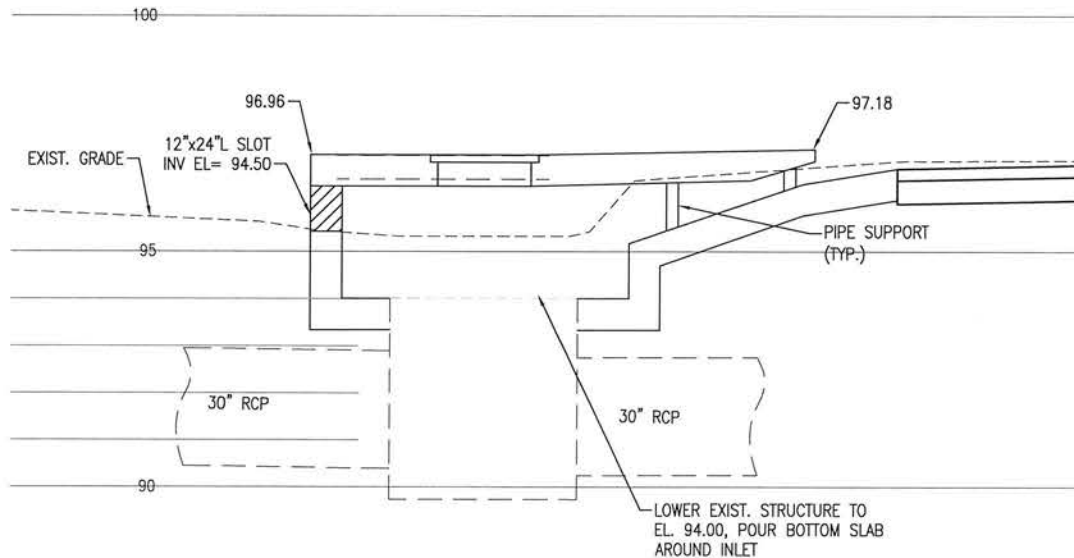 100
96.96
97.18
12"x24"L SLOT
INV EL= 94.50
EXIST. GRADE
PIPE SUPPORT
(TYP.)
95
30" RCP
30" RCP
90
LOWER EXIST. STRUCTURE TO
EL. 94.00, POUR BOTTOM SLAB
AROUND INLET